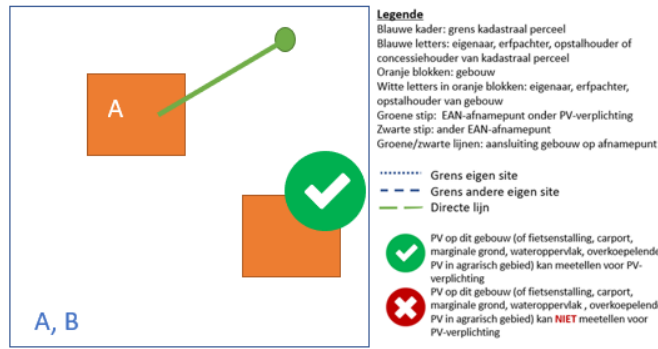 A
A, B
Legende
Blauwe kader: grens kadastraal perceel
Blauwe letters: eigenaar, erfpachter, opstalhouder of
concessiehouder van kadastraal perceel
Oranje blokken: gebouw
Witte letters in oranje blokken: eigenaar, erfpachter,
opstalhouder van gebouw
Groene stip: EAN-afnamepunt onder PV-verplichting
Zwarte stip: ander EAN-afnamepunt
Groene/zwarte lijnen: aansluiting gebouw op afnamepunt
Grens eigen site
Grens andere eigen site
Directe lijn
PV op dit gebouw (of fietsenstalling, carport,
marginale grond, wateroppervlak, overkoepelende
PV in agrarisch gebied) kan meetellen voor PV-
verplichting
PV op dit gebouw (of fietsenstalling, carport,
marginale grond, wateroppervlak , overkoepelend
PV in agrarisch gebied) kan NIET meetellen voor
PV-verplichting